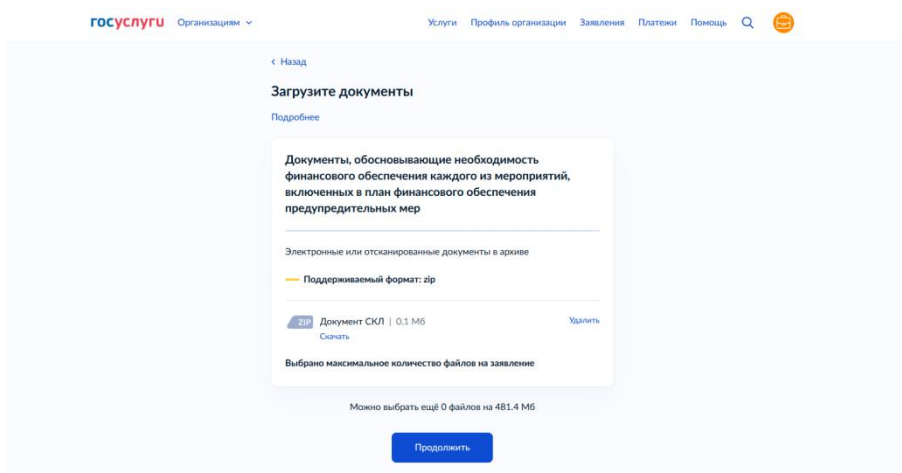 госуслуги Организациям Услуги Профиль организации Заявления Платежи Помощь
Назад
Загрузите документы
Подробнее
Документы, обосновывающие необходимость
финансового обеспечения каждого из мероприятий,
включенных в план финансового обеспечения
предупредительных мер
Электронные или отсканированные документы в архиве
Поддерживаемый формат: zip
ZIP Документ СКЛ | 0.1 Мб Удалить
Скачать
Выбрано максимальное количество файлов на заявление
Можно выбрать ещё 0 файлов на 481.4 Мб
Продолжить